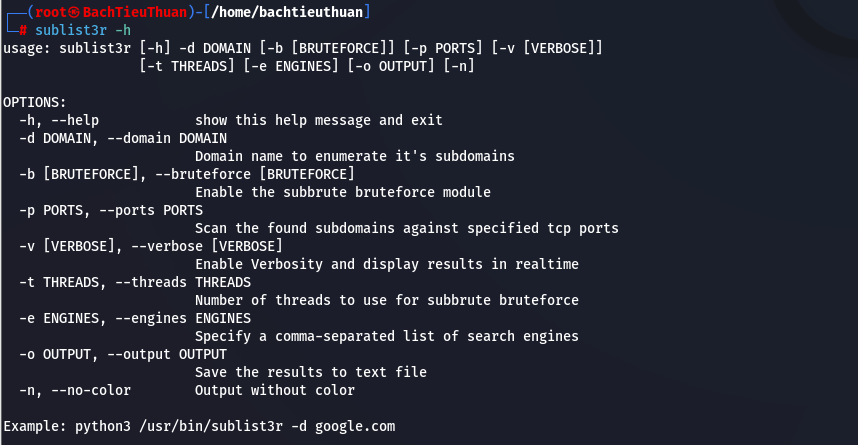 ┌──(root㉿BachTieuThuan)-[/home/bachtieuthuan]
└─# sublist3r -h
usage: sublist3r [-h] -d DOMAIN [-b [BRUTEFORCE]] [-p PORTS] [-v [VERBOSE]]
                 [-t THREADS] [-e ENGINES] [-o OUTPUT] [-n]

OPTIONS:
  -h, --help            show this help message and exit
  -d DOMAIN, --domain DOMAIN
                        Domain name to enumerate it's subdomains
  -b [BRUTEFORCE], --bruteforce [BRUTEFORCE]
                        Enable the subbrute bruteforce module
  -p PORTS, --ports PORTS
                        Scan the found subdomains against specified tcp ports
  -v [VERBOSE], --verbose [VERBOSE]
                        Enable Verbosity and display results in realtime
  -t THREADS, --threads THREADS
                        Number of threads to use for subbrute bruteforce
  -e ENGINES, --engines ENGINES
                        Specify a comma-separated list of search engines
  -o OUTPUT, --output OUTPUT
                        Save the results to text file
  -n, --no-color        Output without color

Example: python3 /usr/bin/sublist3r -d google.com